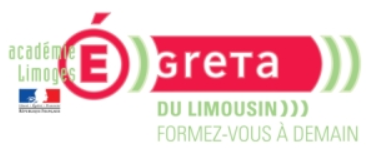 académie
Limoges
É
GRETA
DU LIMOUSIN)))
FORMEZ-VOUS À DEMAIN